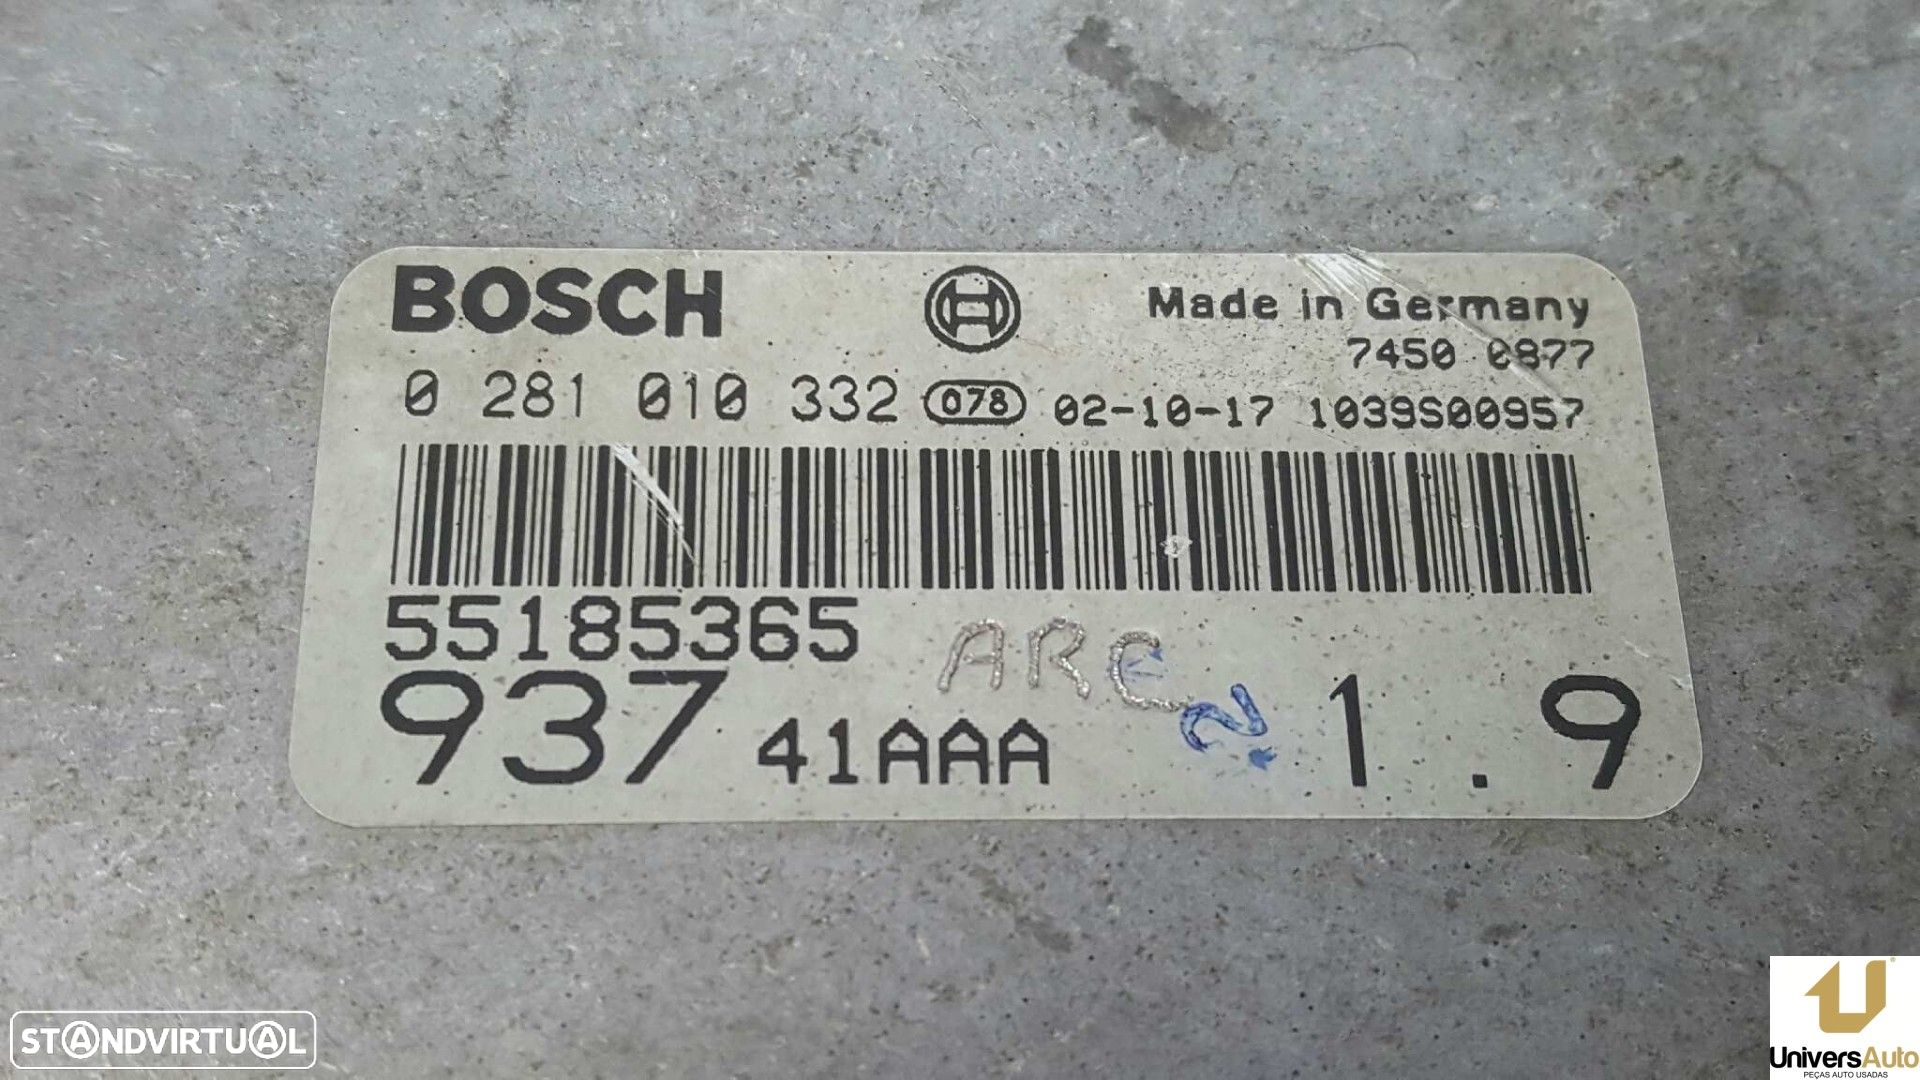 BOSCH
Made in Germany
7450 0877
0 281 010 332 078 02-10-17 1039S00957
55185365
ARC
937 41AAA 2 1.9
STANDVIRTUAL
UniversAuto
PEÇAS AUTO USADAS